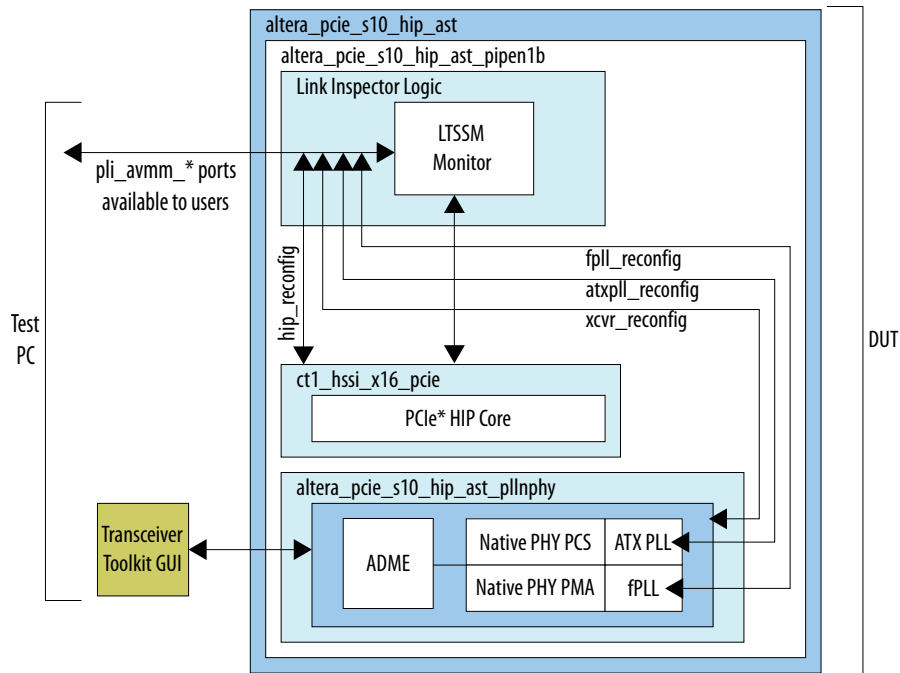 altera_pcie_s10_hip_ast
altera_pcie_s10_hip_ast_pipen1b
Link Inspector Logic
LTSSM
Monitor
pli_avmm_* ports
available to users
hip_reconfig
fpll_reconfig
atxpll_reconfig
xcvr_reconfig
Test
PC
DUT
ct1_hssi_x16_pcie
PCIe* HIP Core
altera_pcie_s10_hip_ast_pllnphy
Transceiver
Toolkit GUI
ADME
Native PHY PCS
ATX PLL
Native PHY PMA
fPLL